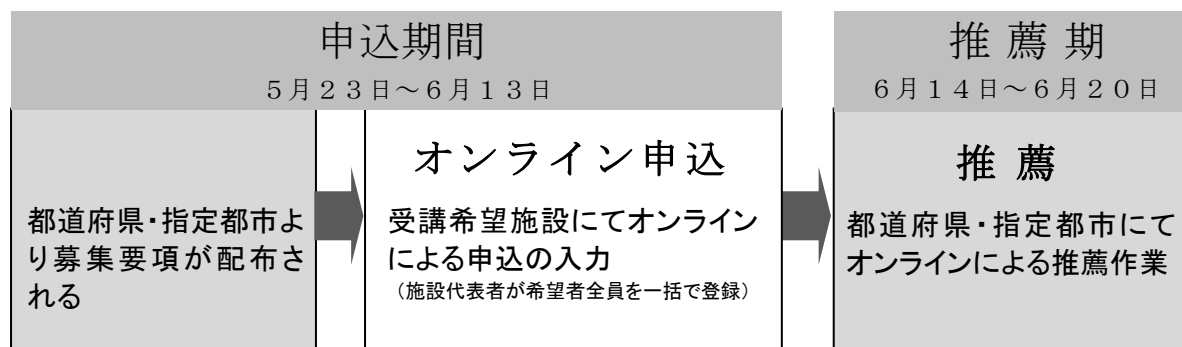 申込期間
５月２３日～６月１３日
都道府県・指定都市よ
り募集要項が配布さ
れる
オンライン申込
受講希望施設にてオンライン
による申込の入力
（施設代表者が希望者全員を一括で登録）
推薦期
６月１４日～６月２０日
推薦
都道府県・指定都市にて
オンラインによる推薦作業